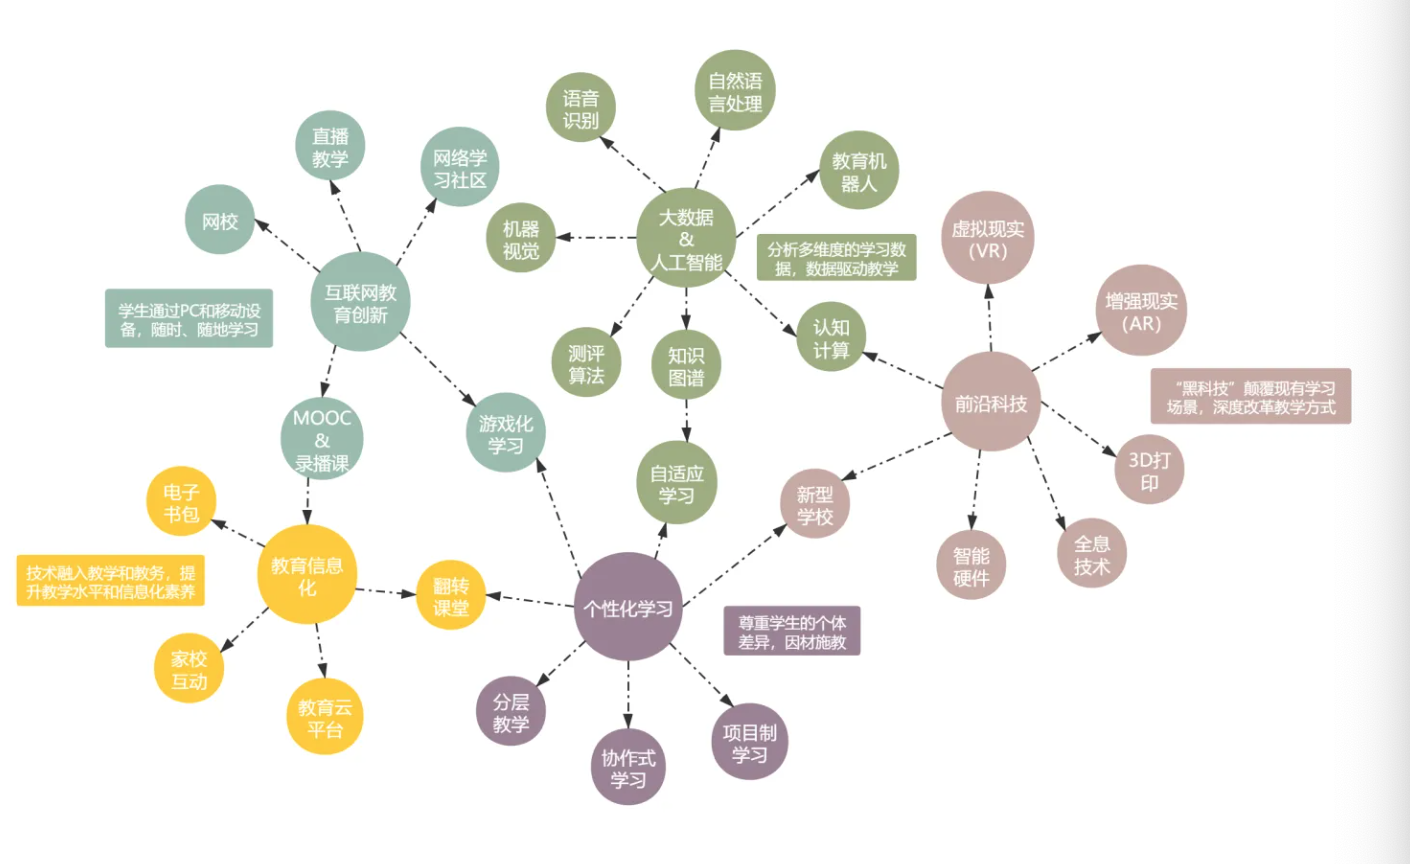 语音
识别
自然语
言处理
直播
教学
网络学
习社区
教育机
器人
网校
机器
视觉
大数据
&
人工智能
分析多维度的学习数
据，数据驱动教学
虚拟现实
（VR）
互联网教
育创新
学生通过PC和移动设
备，随时、随地学习
增强现实
（AR）
测评
算法
知识
图谱
认知
计算
前沿科技
“黑科技”颠覆现有学习
场景，深度改革教学方式
MOOC
&
录播课
游戏化
学习
自适应
学习
新型
学校
3D打
印
电子
书包
智能
硬件
全息
技术
技术融入教学和教务，提
升教学水平和信息化素养
教育信息
化
翻转
课堂
个性化学习
尊重学生的个体
差异，因材施教
家校
互动
教育云
平台
分层
教学
协作式
学习
项目制
学习